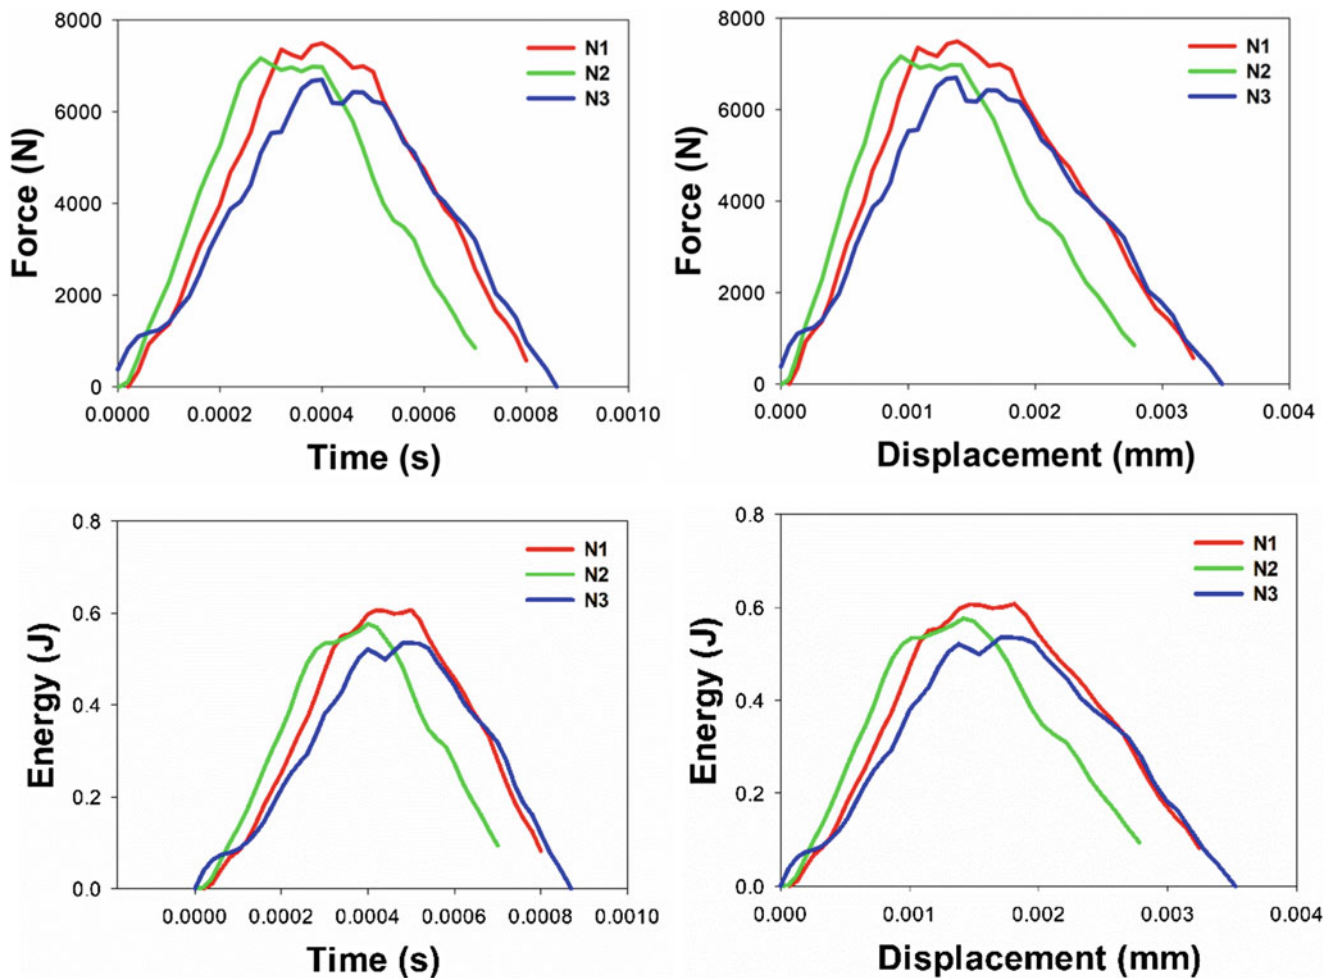 8000
6000
4000
2000
0
Force (N)
N1
N2
N3
0.0000 0.0002 0.0004 0.0006 0.0008 0.0010
Time (s)
8000
6000
4000
2000
0
Force (N)
N1
N2
N3
0.000 0.001 0.002 0.003 0.004
Displacement (mm)
0.8
0.6
0.4
0.2
0.0
Energy (J)
N1
N2
N3
0.0000 0.0002 0.0004 0.0006 0.0008 0.0010
Time (s)
0.8
0.6
0.4
0.2
0.0
Energy (J)
N1
N2
N3
0.000 0.001 0.002 0.003 0.004
Displacement (mm)